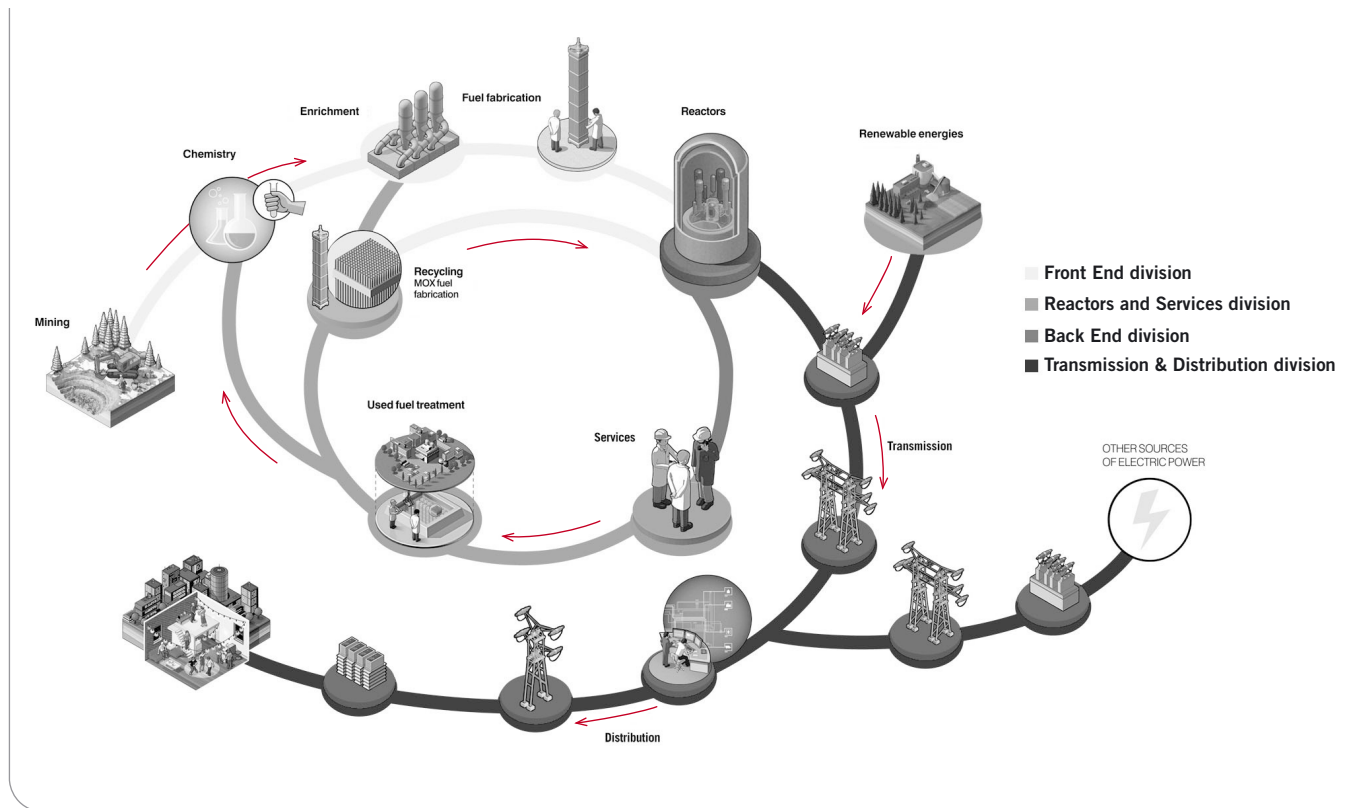 Fuel fabrication
Enrichment
Reactors
Renewable energies
Chemistry
Recycling
MOX fuel
fabrication
Front End division
Reactors and Services division
Back End division
Transmission & Distribution division
Mining
Used fuel treatment
Services
Transmission
OTHER SOURCES
OF ELECTRIC POWER
Distribution